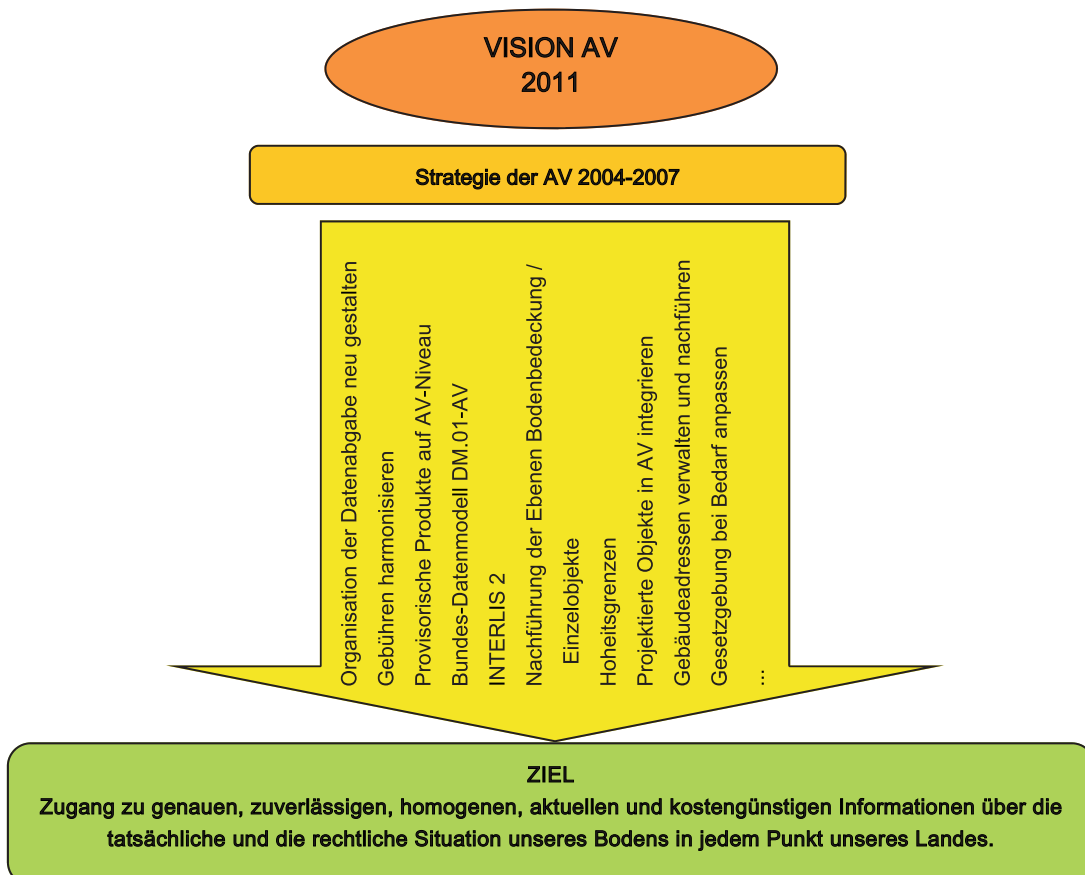 VISION AV
2011
Strategie der AV 2004-2007
Organisation der Datenabgabe neu gestalten
Gebühren harmonisieren
Provisorische Produkte auf AV-Niveau
Bundes-Datenmodell DM.01-AV
INTERLIS 2
Nachführung der Ebenen Bodenbedeckung /
Einzelobjekte
Hoheitsgrenzen
Projektierte Objekte in AV integrieren
Gebäudeadressen verwalten und nachführen
Gesetzgebung bei Bedarf anpassen
...
ZIEL
Zugang zu genauen, zuverlässigen, homogenen, aktuellen und kostengünstigen Informationen über die
tatsächliche und die rechtliche Situation unseres Bodens in jedem Punkt unseres Landes.